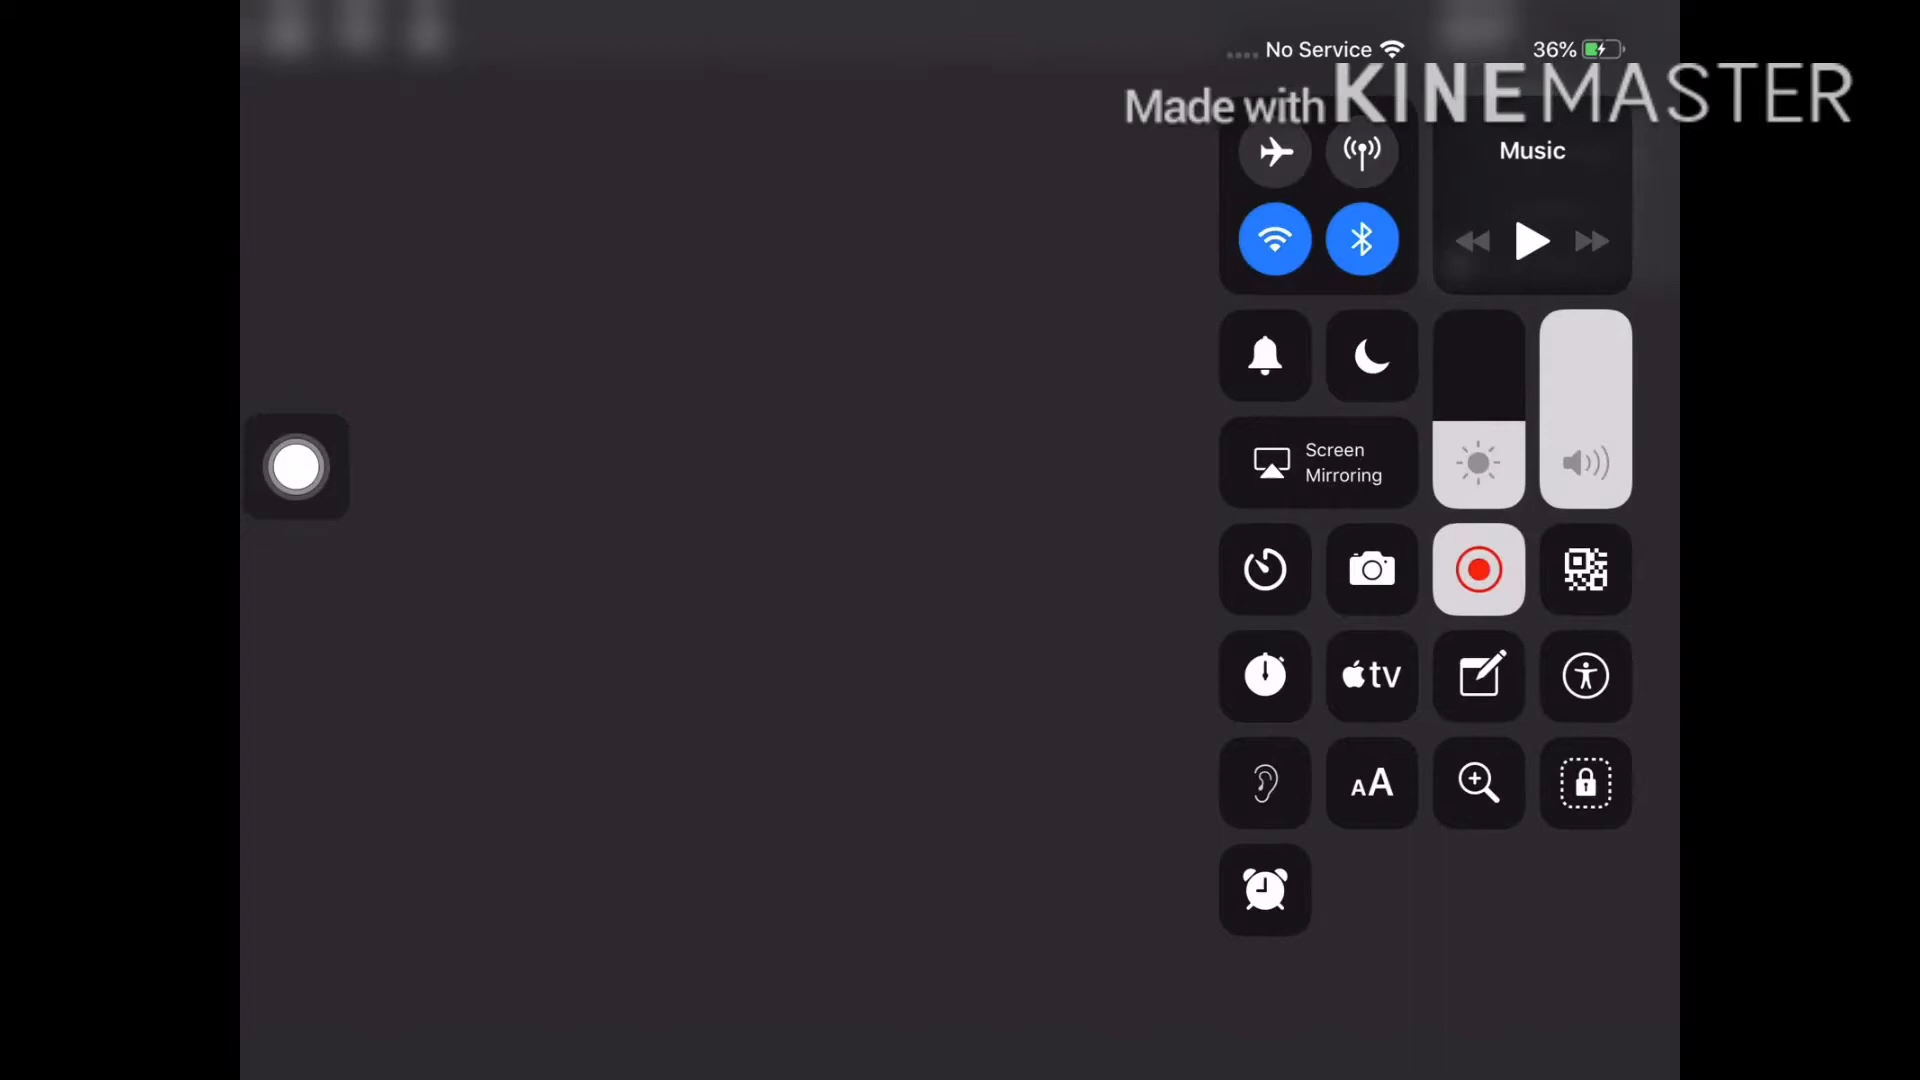 No Service
36%
Made with KINEMASTER
Music
Screen
Mirroring
tv
AA